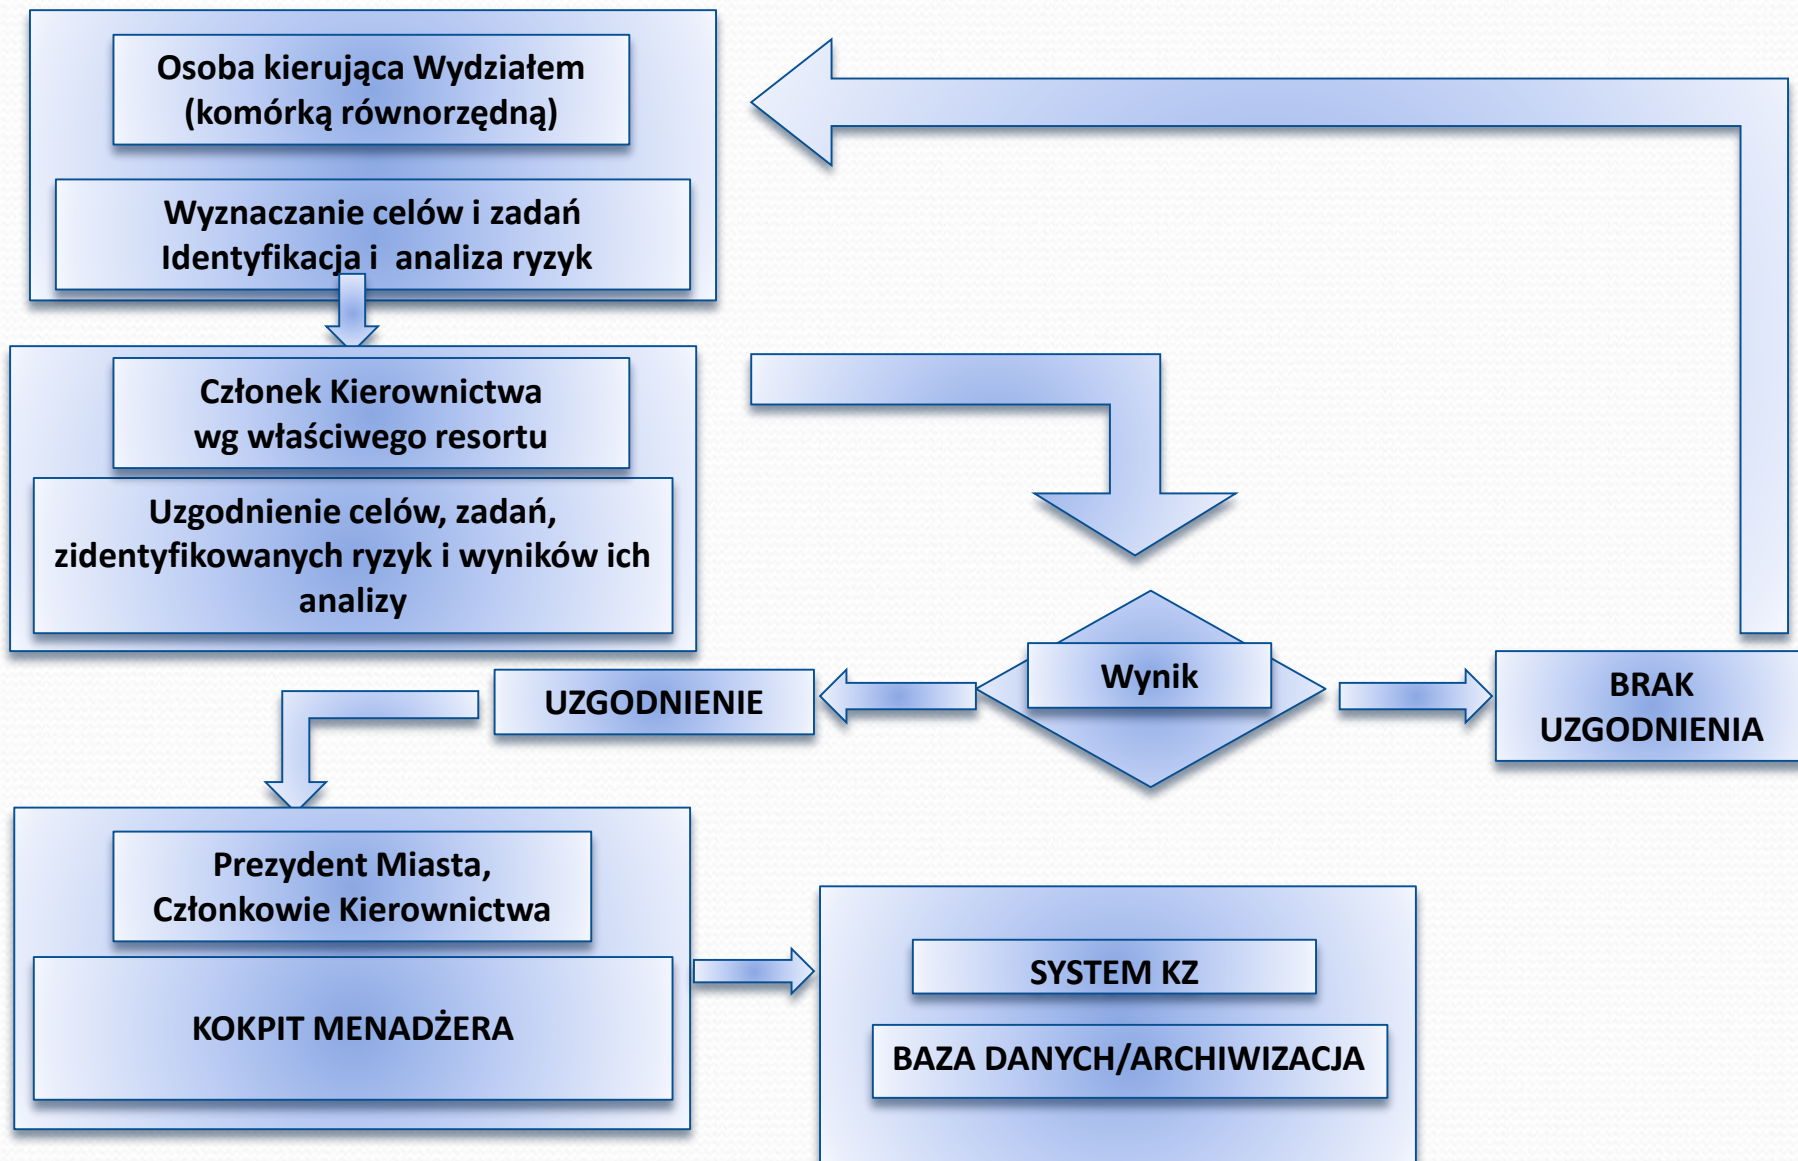 Osoba kierująca Wydziałem
(komórką równorzędną)
Wyznaczanie celów i zadań
Identyfikacja i analiza ryzyk
Członek Kierownictwa
wg właściwego resortu
Uzgodnienie celów, zadań,
zidentyfikowanych ryzyk i wyników ich
analizy
Wynik
UZGODNIENIE
BRAK
UZGODNIENIA
Prezydent Miasta,
Członkowie Kierownictwa
KOKPIT MENADŻERA
SYSTEM KZ
BAZA DANYCH/ARCHIWIZACJA